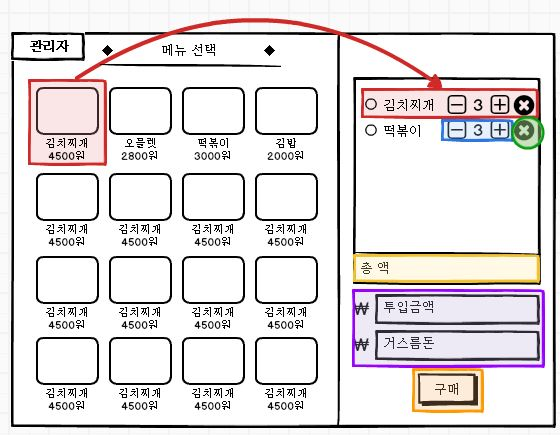 관리자
◆ 메뉴 선택 ◆
김치찌개 오믈렛 떡볶이 김밥
4500원 2800원 3000원 2000원
김치찌개 김치찌개 김치찌개 김치찌개
4500원 4500원 4500원 4500원
김치찌개 김치찌개 김치찌개 김치찌개
4500원 4500원 4500원 4500원
김치찌개 김치찌개 김치찌개 김치찌개
4500원 4500원 4500원 4500원
김치찌개 - 3 + ×
떡볶이 - 3 + ×
총 액
₩ 투입금액
₩ 거스름돈
구매